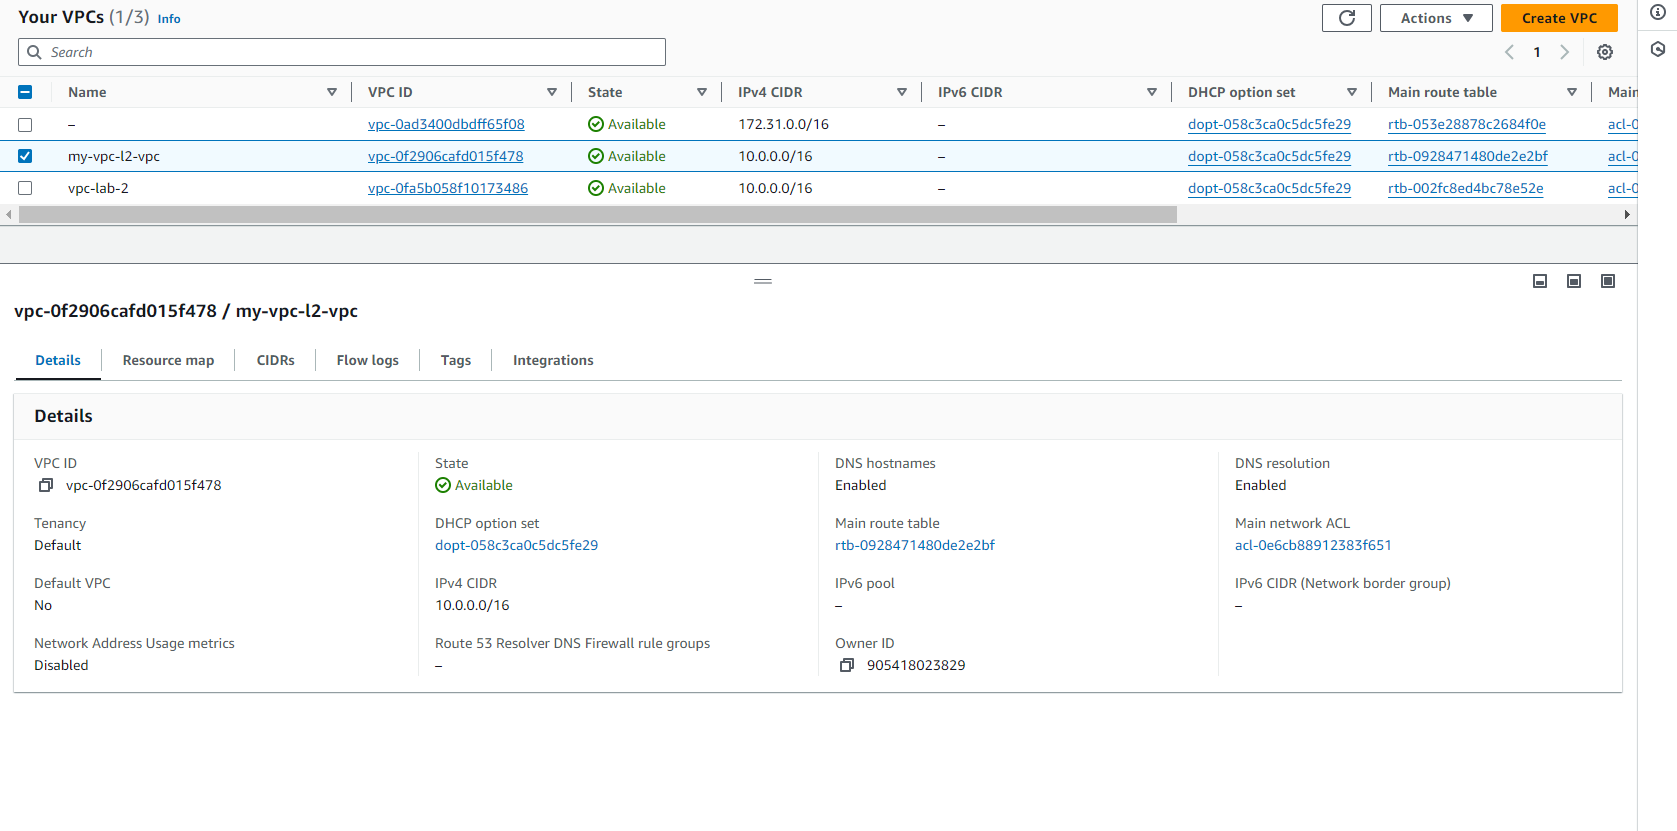 Your VPCs (1/3) Info
Actions Create VPC
Search
1
Name VPC ID State IPv4 CIDR IPv6 CIDR DHCP option set Main route table Main
– vpc-0ad3400dbdff65f08 Available 172.31.0.0/16 – dopt-058c3ca0c5dc5fe29 rtb-053e28878c2684f0e acl-0
my-vpc-l2-vpc vpc-0f2906cafd015f478 Available 10.0.0.0/16 – dopt-058c3ca0c5dc5fe29 rtb-0928471480de2e2bf acl-0
vpc-lab-2 vpc-0fa5b058f10173486 Available 10.0.0.0/16 – dopt-058c3ca0c5dc5fe29 rtb-002fc8ed4bc78e52e acl-0
vpc-0f2906cafd015f478 / my-vpc-l2-vpc
Details Resource map CIDRs Flow logs Tags Integrations
Details
VPC ID State DNS hostnames DNS resolution
vpc-0f2906cafd015f478 Available Enabled Enabled
Tenancy DHCP option set Main route table Main network ACL
Default dopt-058c3ca0c5dc5fe29 rtb-0928471480de2e2bf acl-0e6cb88912383f651
Default VPC IPv4 CIDR IPv6 pool IPv6 CIDR (Network border group)
No 10.0.0.0/16 – –
Network Address Usage metrics Route 53 Resolver DNS Firewall rule groups Owner ID
Disabled – 905418023829